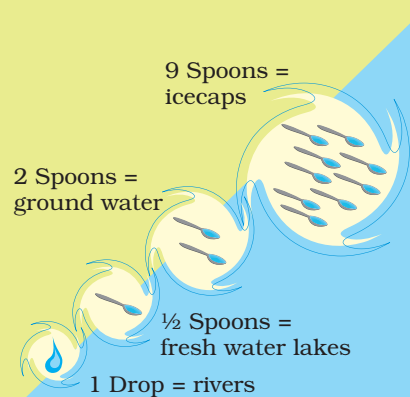 9 Spoons =
icecaps
2 Spoons =
ground water
½ Spoons =
fresh water lakes
1 Drop = rivers